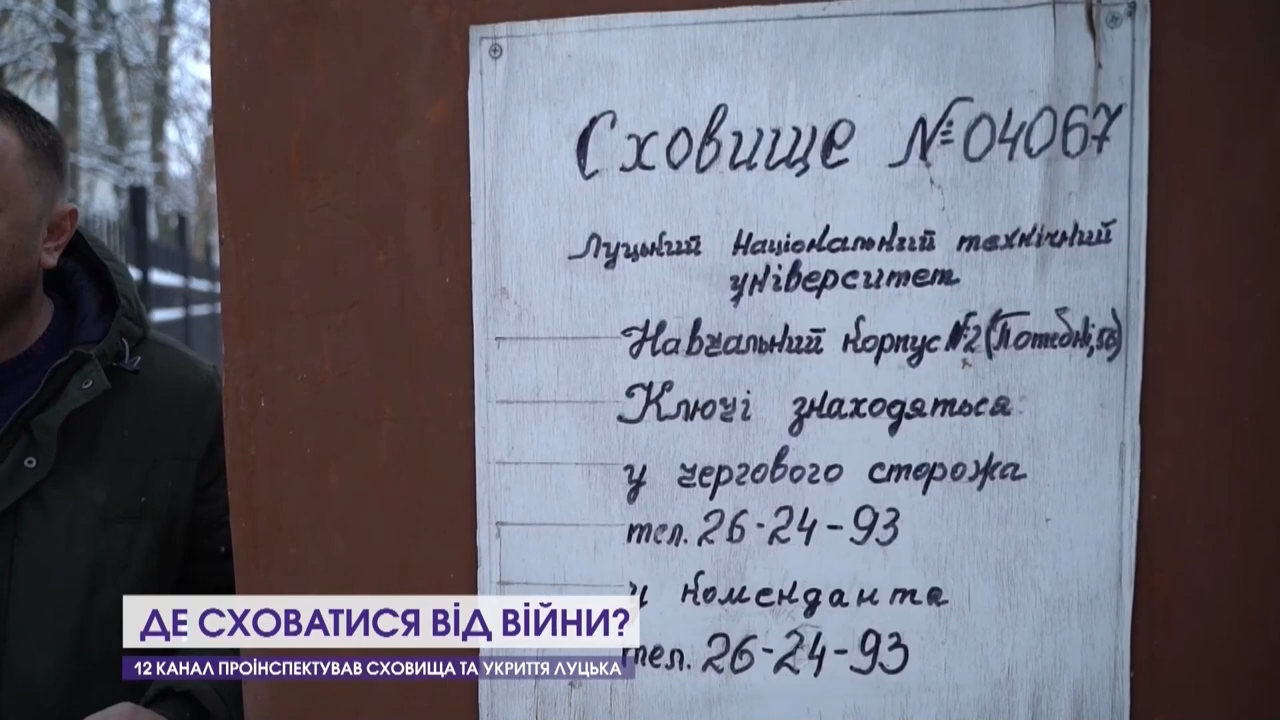 Сховище №04067
Луцький Національний технічний
університет
Навчальний корпус №2 (Потебні, 56)
Ключі знаходяться
у чергового сторожа
тел. 26-24-93
у коменданта
тел. 26-24-93
ДЕ СХОВАТИСЯ ВІД ВІЙНИ?
12 КАНАЛ ПРОІНСПЕКТУВАВ СХОВИЩА ТА УКРИТТЯ ЛУЦЬКА